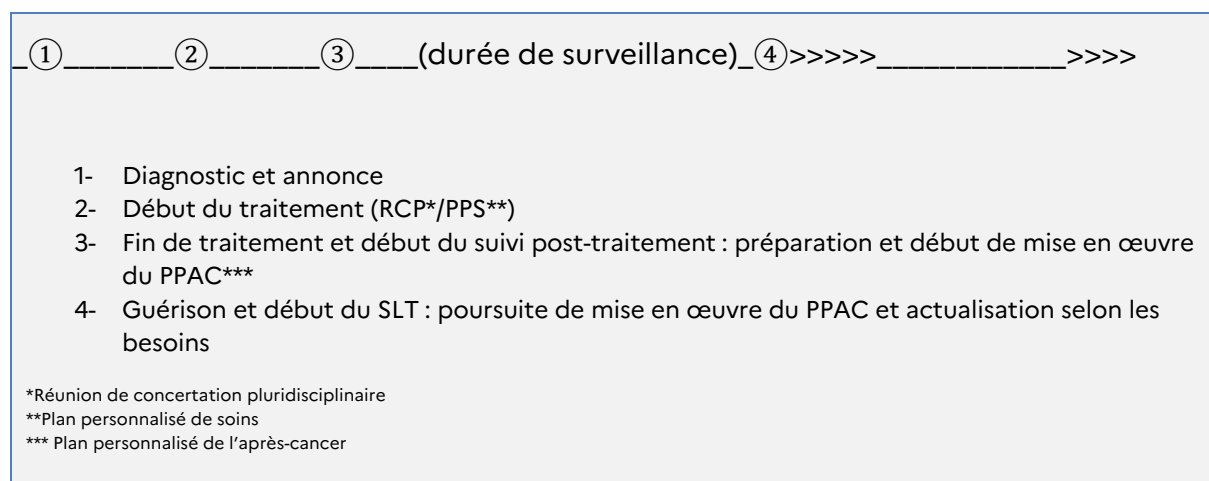 _①_______②_______③____(durée de surveillance)_④>>>>>____________>>>>
1- Diagnostic et annonce
2- Début du traitement (RCP*/PPS**)
3- Fin de traitement et début du suivi post-traitement : préparation et début de mise en œuvre
du PPAC***
4- Guérison et début du SLT : poursuite de mise en œuvre du PPAC et actualisation selon les
besoins
*Réunion de concertation pluridisciplinaire
**Plan personnalisé de soins
*** Plan personnalisé de l’après-cancer